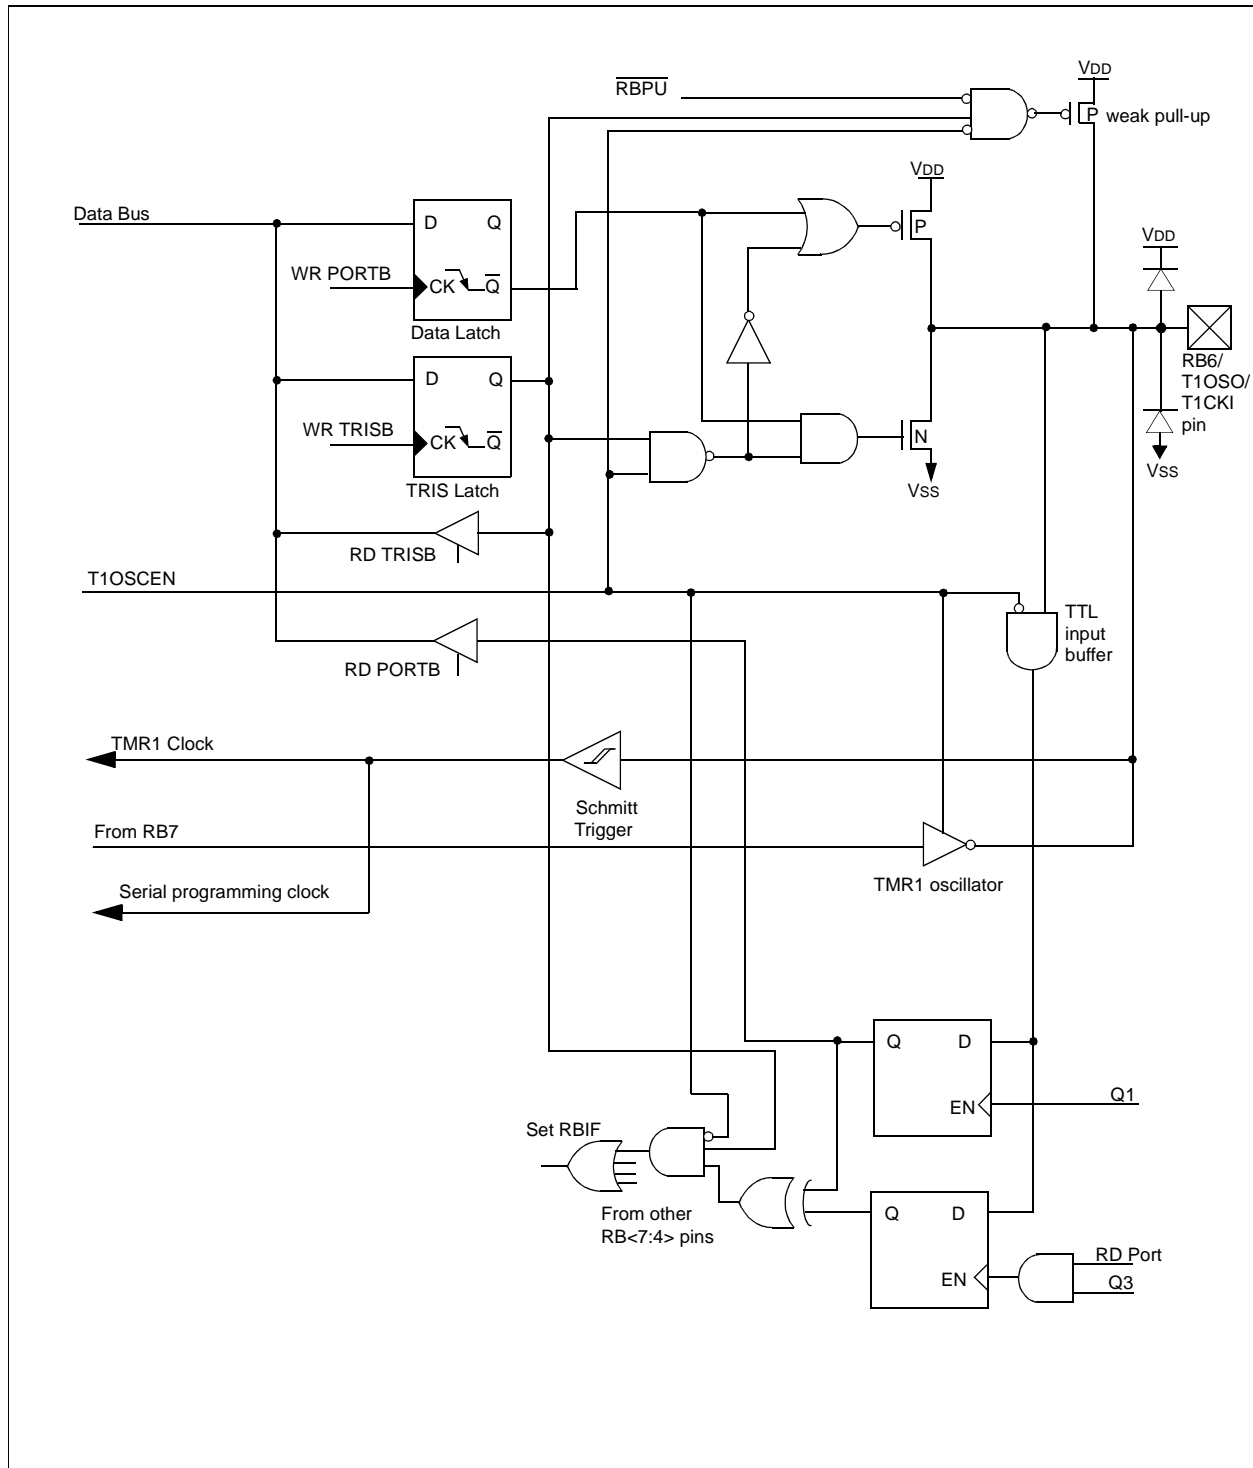 VDD
RBPU
P weak pull-up
VDD
Data Bus
D Q
P
VDD
WR PORTB
CK Q
Data Latch
RB6/
T1OSO/
T1CKI
pin
D Q
WR TRISB
CK Q
N
TRIS Latch
VSS
VSS
RD TRISB
T1OSCEN
TTL
input
buffer
RD PORTB
TMR1 Clock
Schmitt
Trigger
From RB7
TMR1 oscillator
Serial programming clock
Q D
EN
Q1
Set RBIF
From other
RB<7:4> pins
Q D
EN
RD Port
Q3